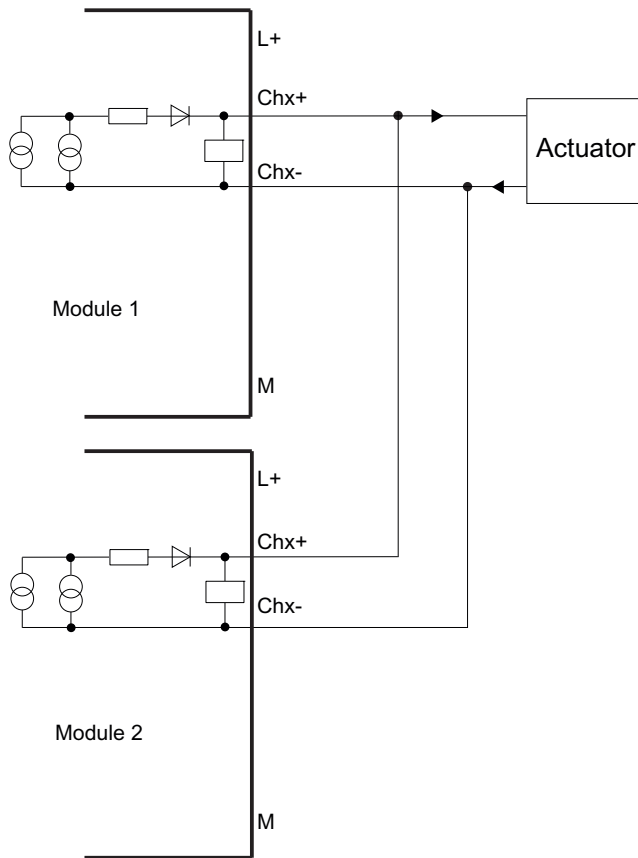 L+
Chx+
Actuator
Chx-
Module 1
M
L+
Chx+
Chx-
Module 2
M